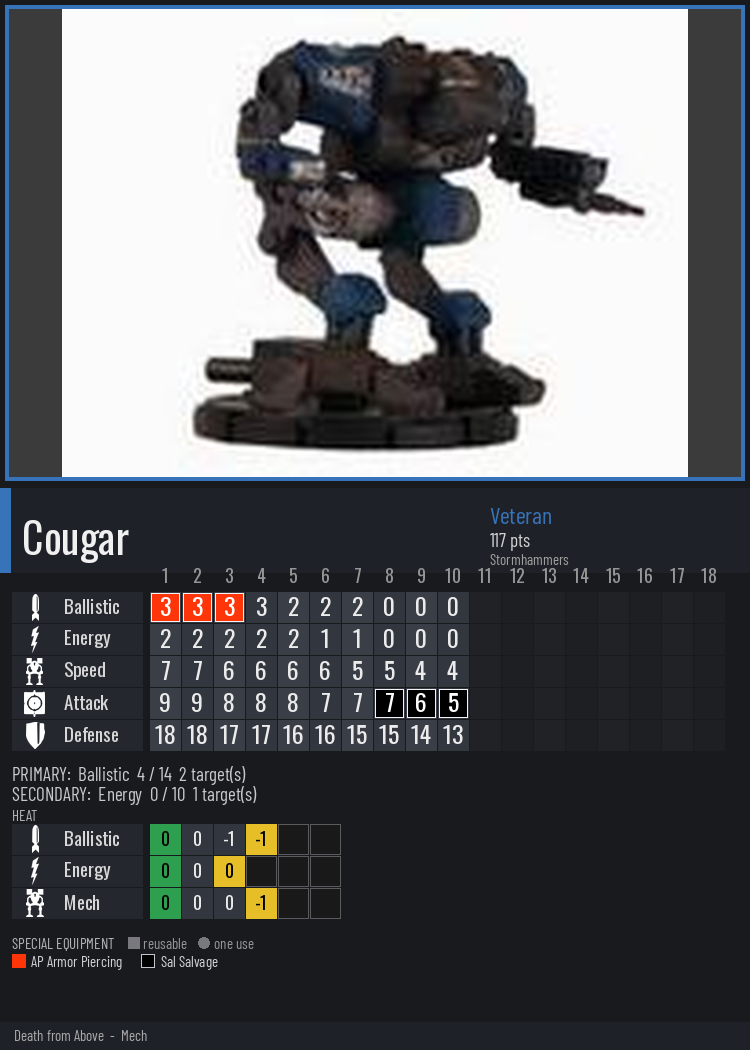 Cougar
Veteran
117 pts
Stormhammers
1 2 3 4 5 6 7 8 9 10 11 12 13 14 15 16 17 18
Ballistic 3 3 3 3 2 2 2 0 0 0
Energy 2 2 2 2 2 1 1 0 0 0
Speed 7 7 6 6 6 6 5 5 4 4
Attack 9 9 8 8 8 7 7 7 6 5
Defense 18 18 17 17 16 16 15 15 14 13
PRIMARY: Ballistic 4 / 14 2 target(s)
SECONDARY: Energy 0 / 10 1 target(s)
HEAT
Ballistic 0 0 -1 -1
Energy 0 0 0
Mech 0 0 0 -1
SPECIAL EQUIPMENT reusable one use
AP Armor Piercing Sal Salvage
Death from Above - Mech